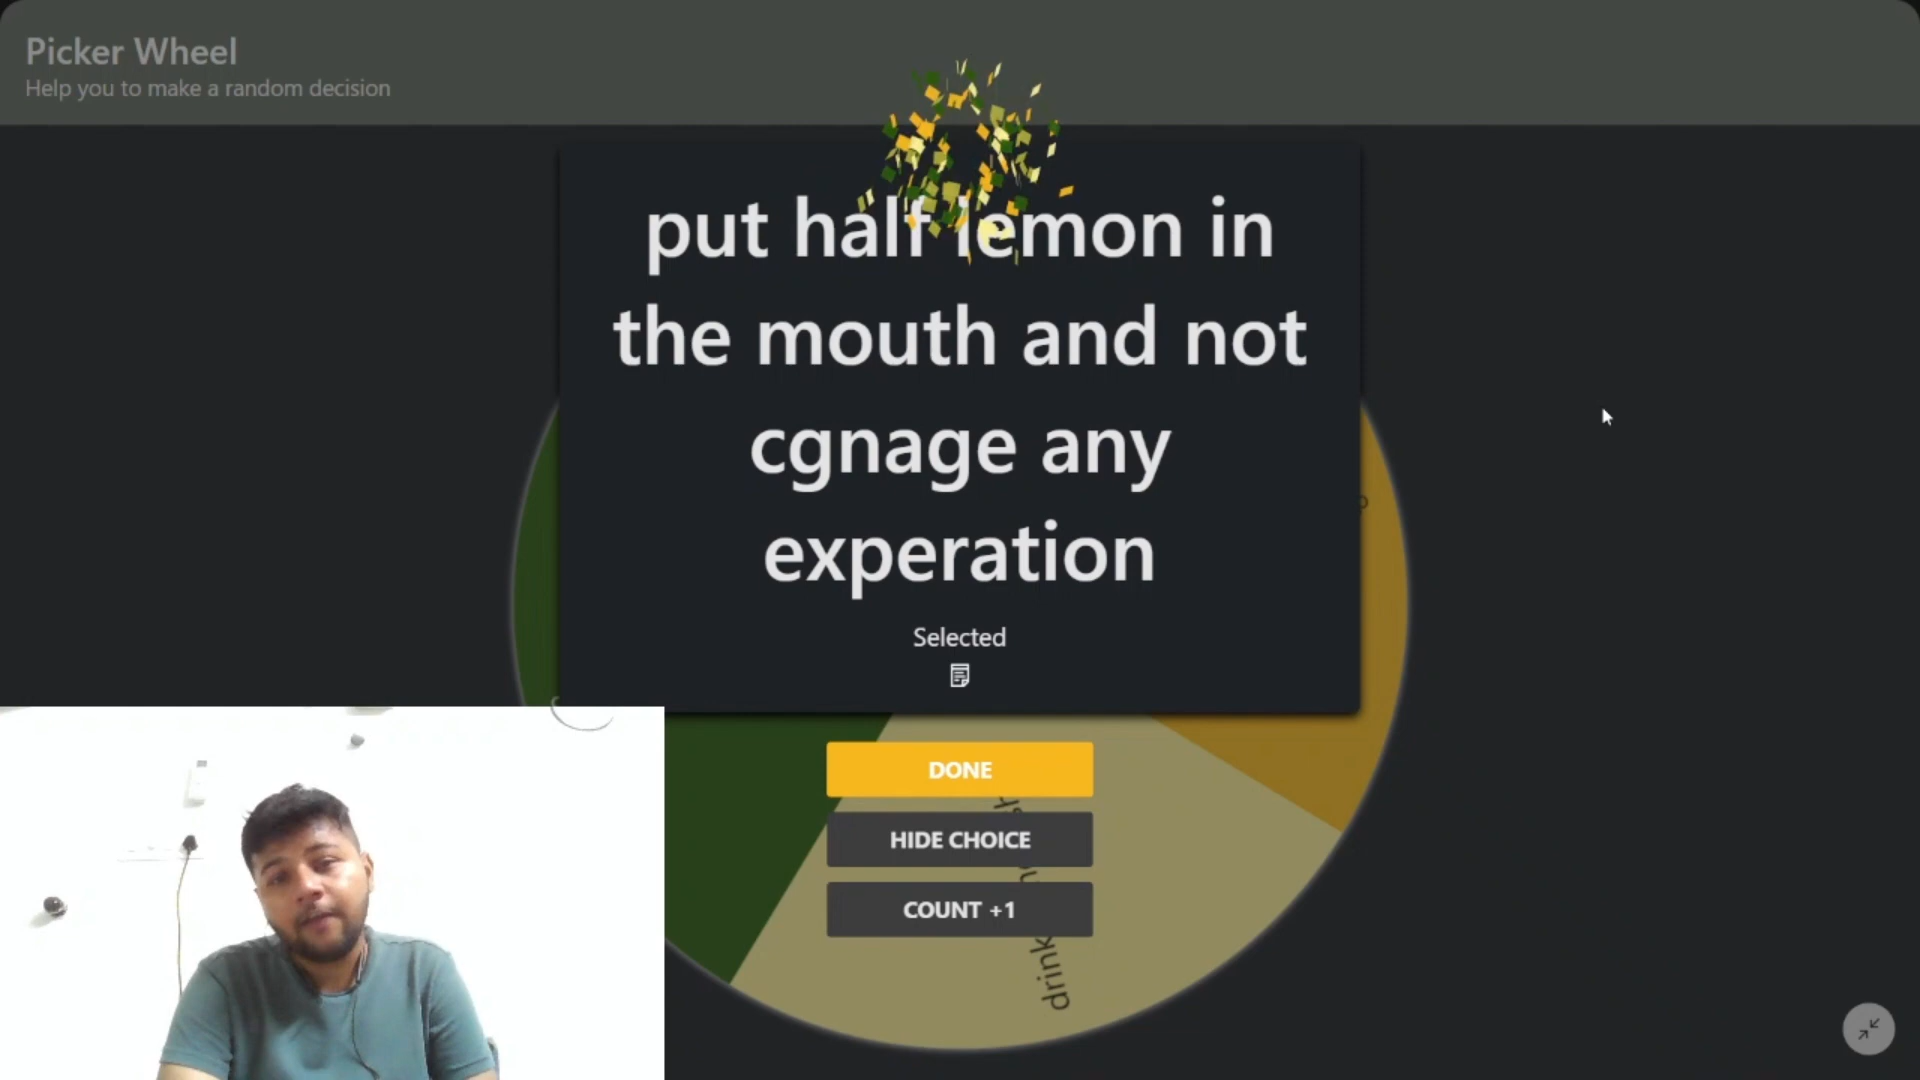 Picker Wheel
Help you to make a random decision
put half lemon in
the mouth and not
cgnage any
experation
Selected
DONE
HIDE CHOICE
COUNT +1
drink